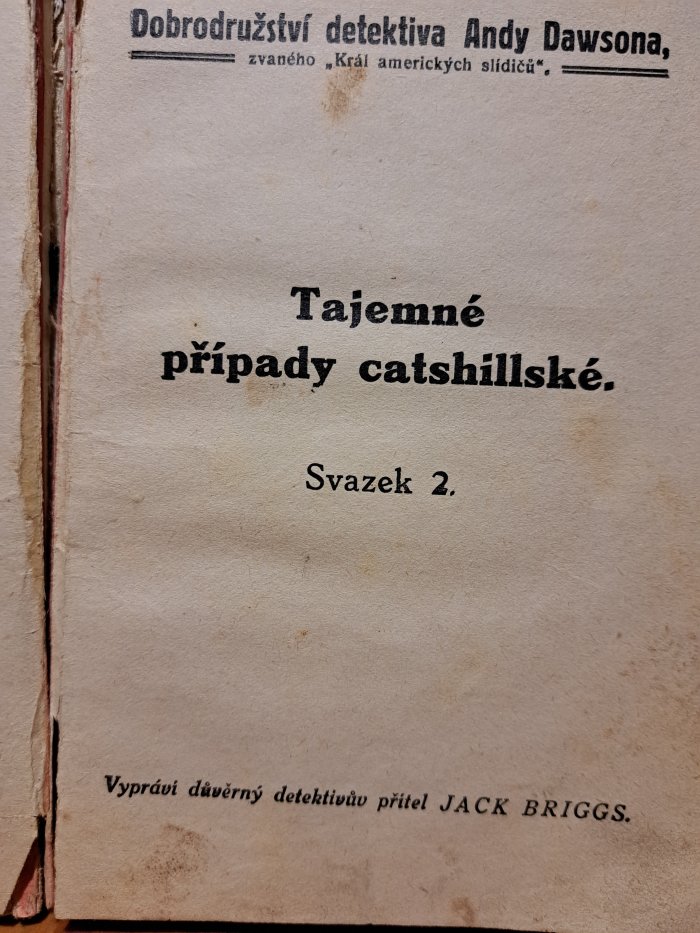 Dobrodružství detektiva Andy Dawsona,
zvaného „Král amerických slídičů“.
Tajemné
případy catshillské.
Svazek 2.
Vypráví důvěrný detektivův přítel JACK BRIGGS.